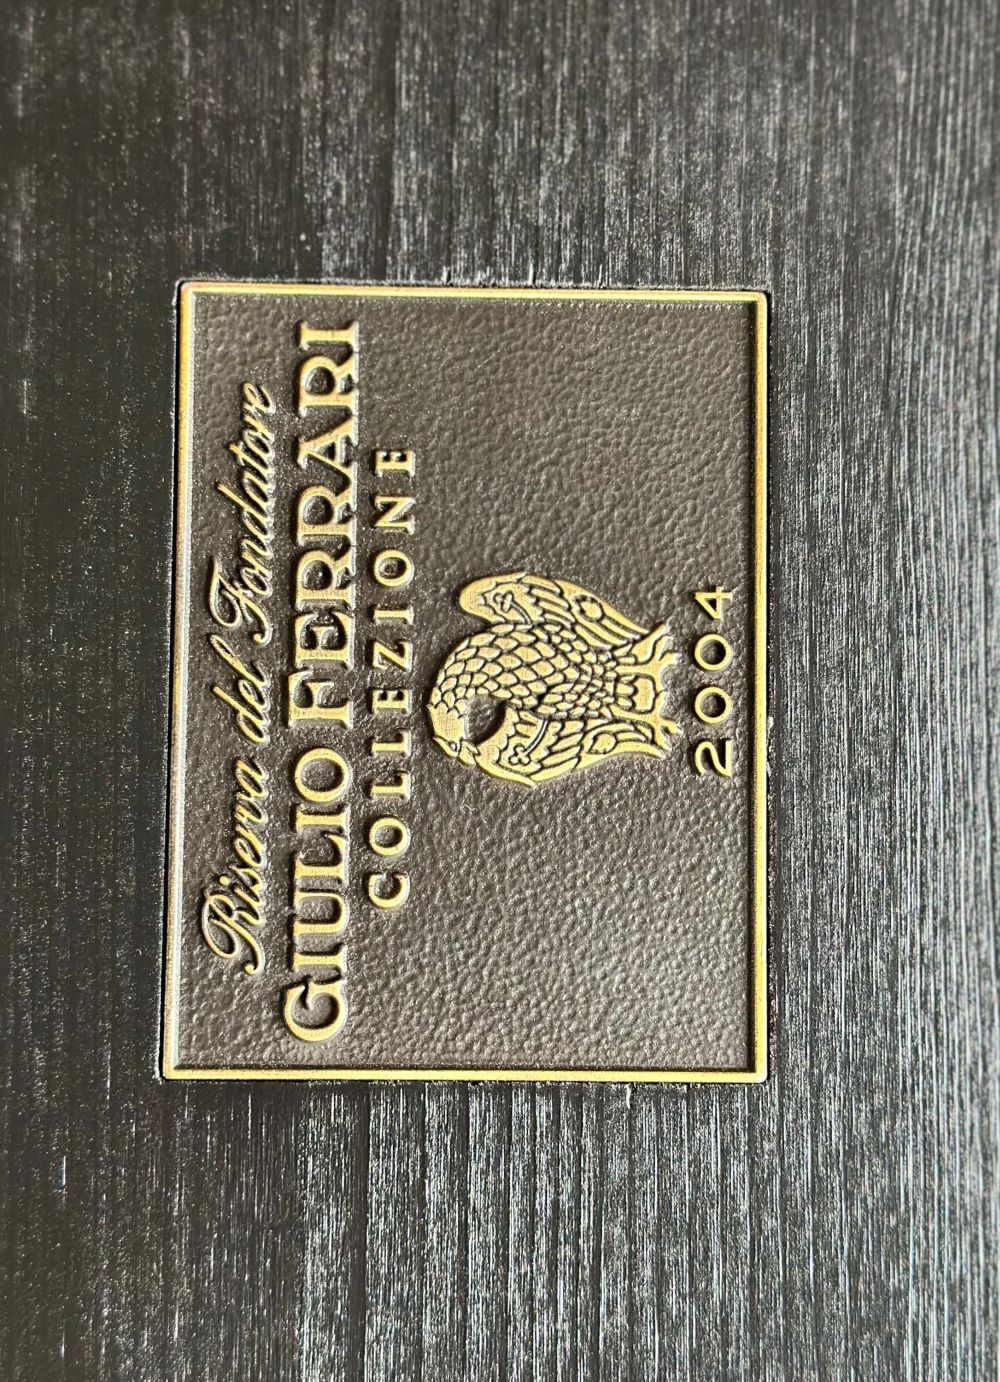 Riserva del Fondatore
GIULIO FERRARI
COLLEZIONE
2004